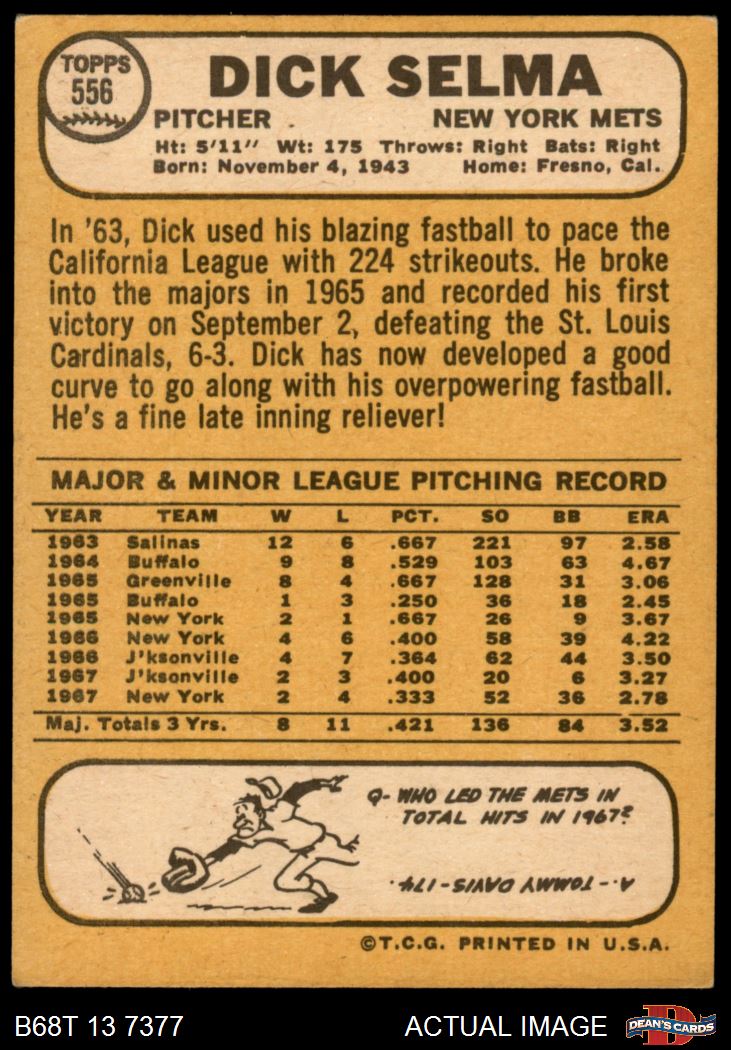 TOPPS
556
DICK SELMA
PITCHER NEW YORK METS
Ht: 5'11" Wt: 175 Throws: Right Bats: Right
Born: November 4, 1943 Home: Fresno, Cal.
In '63, Dick used his blazing fastball to pace the
California League with 224 strikeouts. He broke
into the majors in 1965 and recorded his first
victory on September 2, defeating the St. Louis
Cardinals, 6-3. Dick has now developed a good
curve to go along with his overpowering fastball.
He's a fine late inning reliever!
MAJOR & MINOR LEAGUE PITCHING RECORD
YEAR TEAM W L PCT. SO BB ERA
1963 Salinas 12 6 .667 221 97 2.58
1964 Buffalo 9 8 .529 103 63 4.67
1965 Greenville 8 4 .667 128 31 3.06
1965 Buffalo 1 3 .250 36 18 2.45
1965 New York 2 1 .667 26 9 3.67
1966 New York 4 6 .400 58 39 4.22
1966 J'ksonville 4 7 .364 62 44 3.50
1967 J'ksonville 2 3 .400 20 6 3.27
1967 New York 2 4 .333 52 36 2.78
Maj. Totals 3 Yrs. 8 11 .421 136 84 3.52
Q- WHO LED THE METS IN
TOTAL HITS IN 1967?
A.- TOMMY DAVIS-174.
©T.C.G. PRINTED IN U.S.A.
B68T 13 7377 ACTUAL IMAGE
D
DEAN'S CARDS